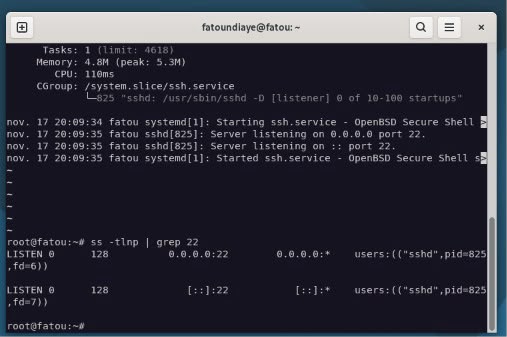 fatoundiaye@fatou: ~
Tasks: 1 (limit: 4618)
Memory: 4.8M (peak: 5.3M)
CPU: 110ms
CGroup: /system.slice/ssh.service
└─825 "sshd: /usr/sbin/sshd -D [listener] 0 of 10-100 startups"
nov. 17 20:09:34 fatou systemd[1]: Starting ssh.service - OpenBSD Secure Shell >
nov. 17 20:09:35 fatou sshd[825]: Server listening on 0.0.0.0 port 22.
nov. 17 20:09:35 fatou sshd[825]: Server listening on :: port 22.
nov. 17 20:09:35 fatou systemd[1]: Started ssh.service - OpenBSD Secure Shell s>
~
~
~
~
~
~
root@fatou:~# ss -tlnp | grep 22
LISTEN 0      128          0.0.0.0:22        0.0.0.0:*    users:(("sshd",pid=825
,fd=6))
LISTEN 0      128             [::]:22           [::]:*    users:(("sshd",pid=825
,fd=7))
root@fatou:~#